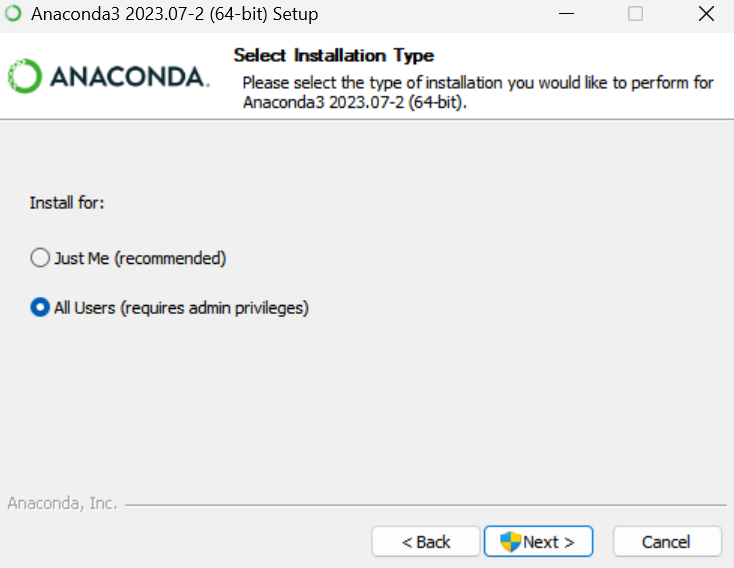 Anaconda3 2023.07-2 (64-bit) Setup
ANACONDA.
Select Installation Type
Please select the type of installation you would like to perform for
Anaconda3 2023.07-2 (64-bit).
Install for:
Just Me (recommended)
All Users (requires admin privileges)
Anaconda, Inc.
< Back
Next >
Cancel